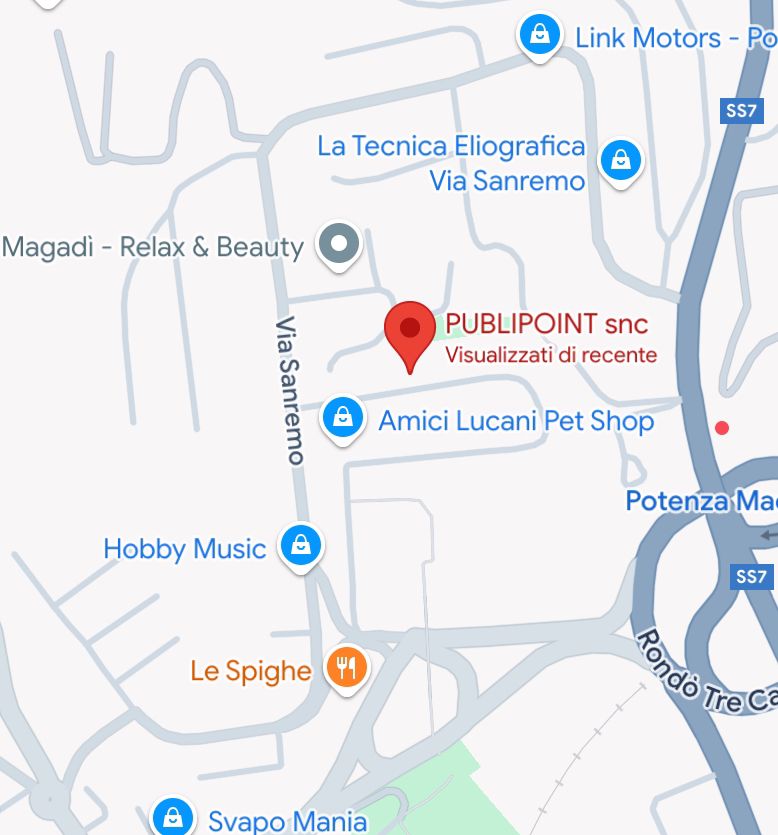 Link Motors - Po
SS7
La Tecnica Eliografica
Via Sanremo
Magadì - Relax & Beauty
PUBLIPOINT snc
Visualizzati di recente
Via Sanremo
Amici Lucani Pet Shop
Potenza Mac
Hobby Music
SS7
Le Spighe
Rondò Tre Ca
Svapo Mania